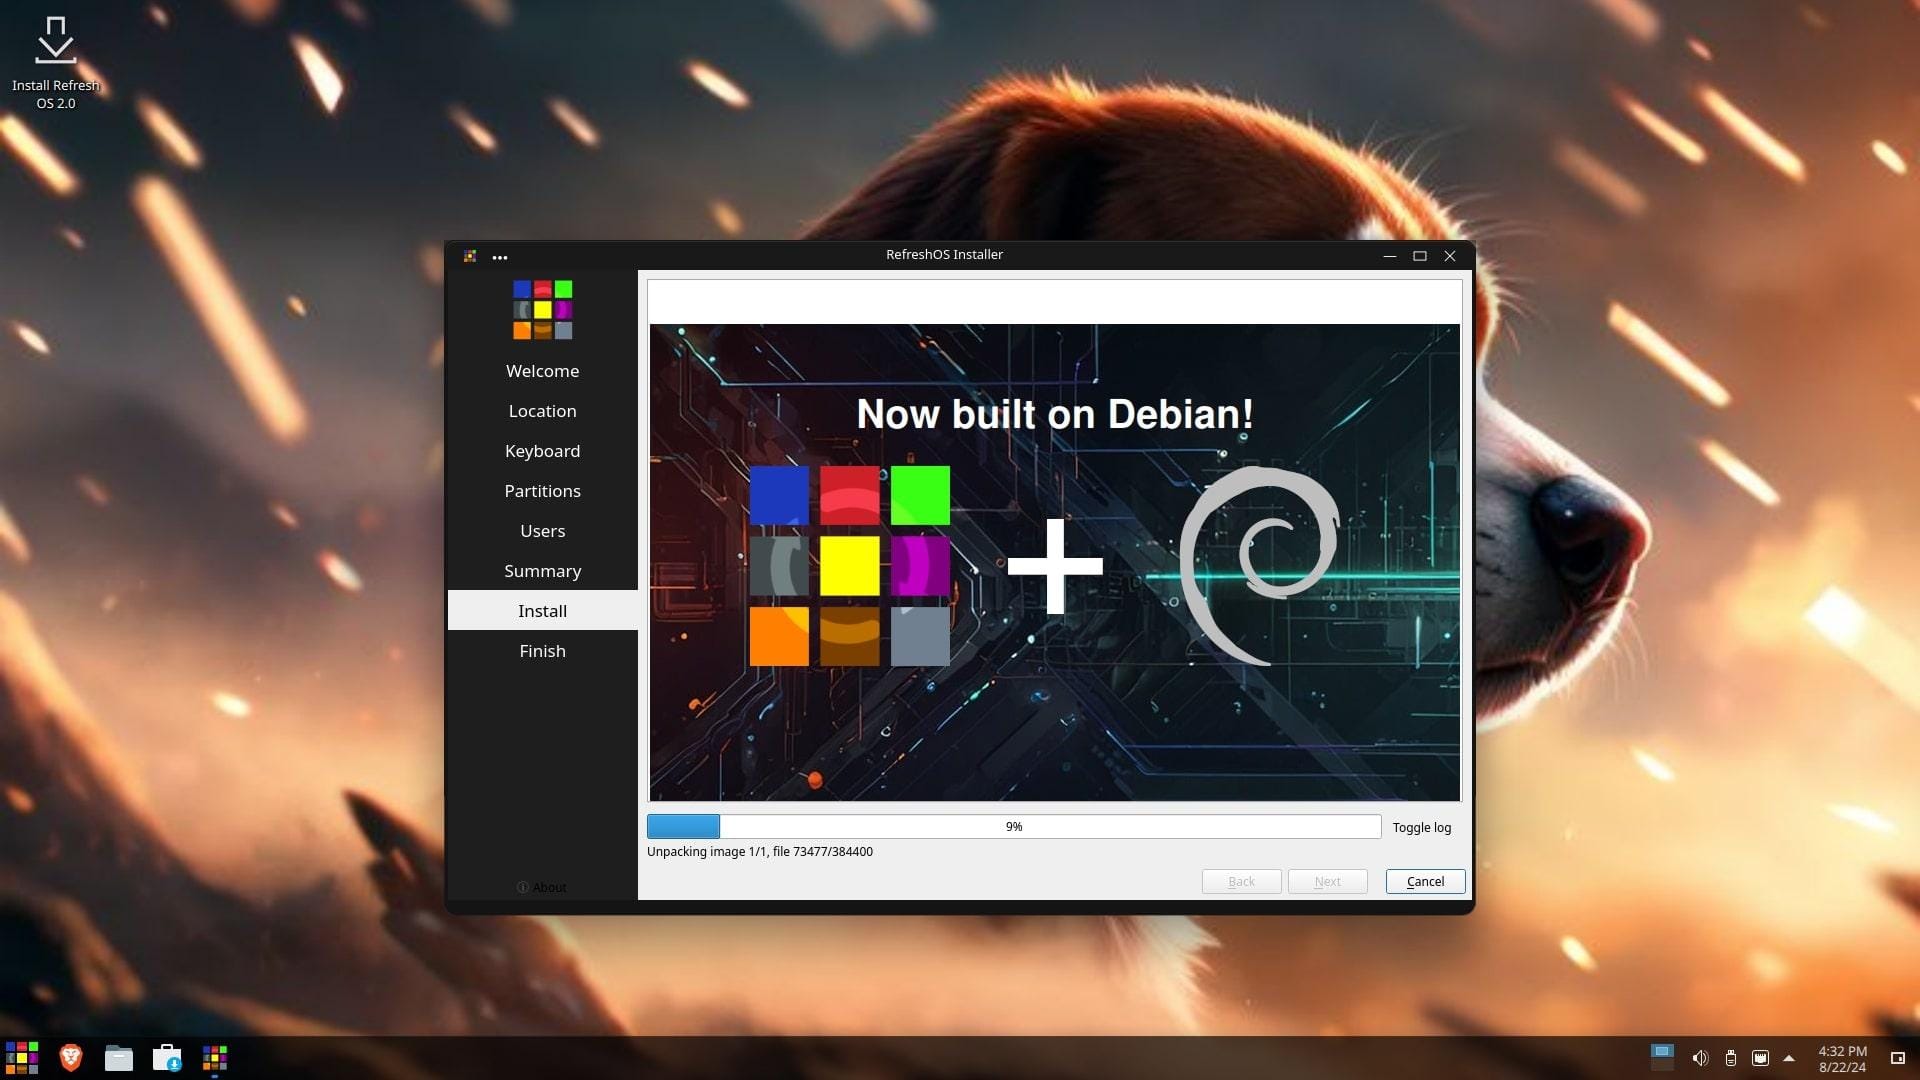 Install Refresh
OS 2.0
RefreshOS Installer
Welcome
Location
Keyboard
Partitions
Users
Summary
Install
Finish
About
Now built on Debian!
9%
Toggle log
Unpacking image 1/1, file 73477/384400
Back
Next
Cancel
4:32 PM
8/22/24